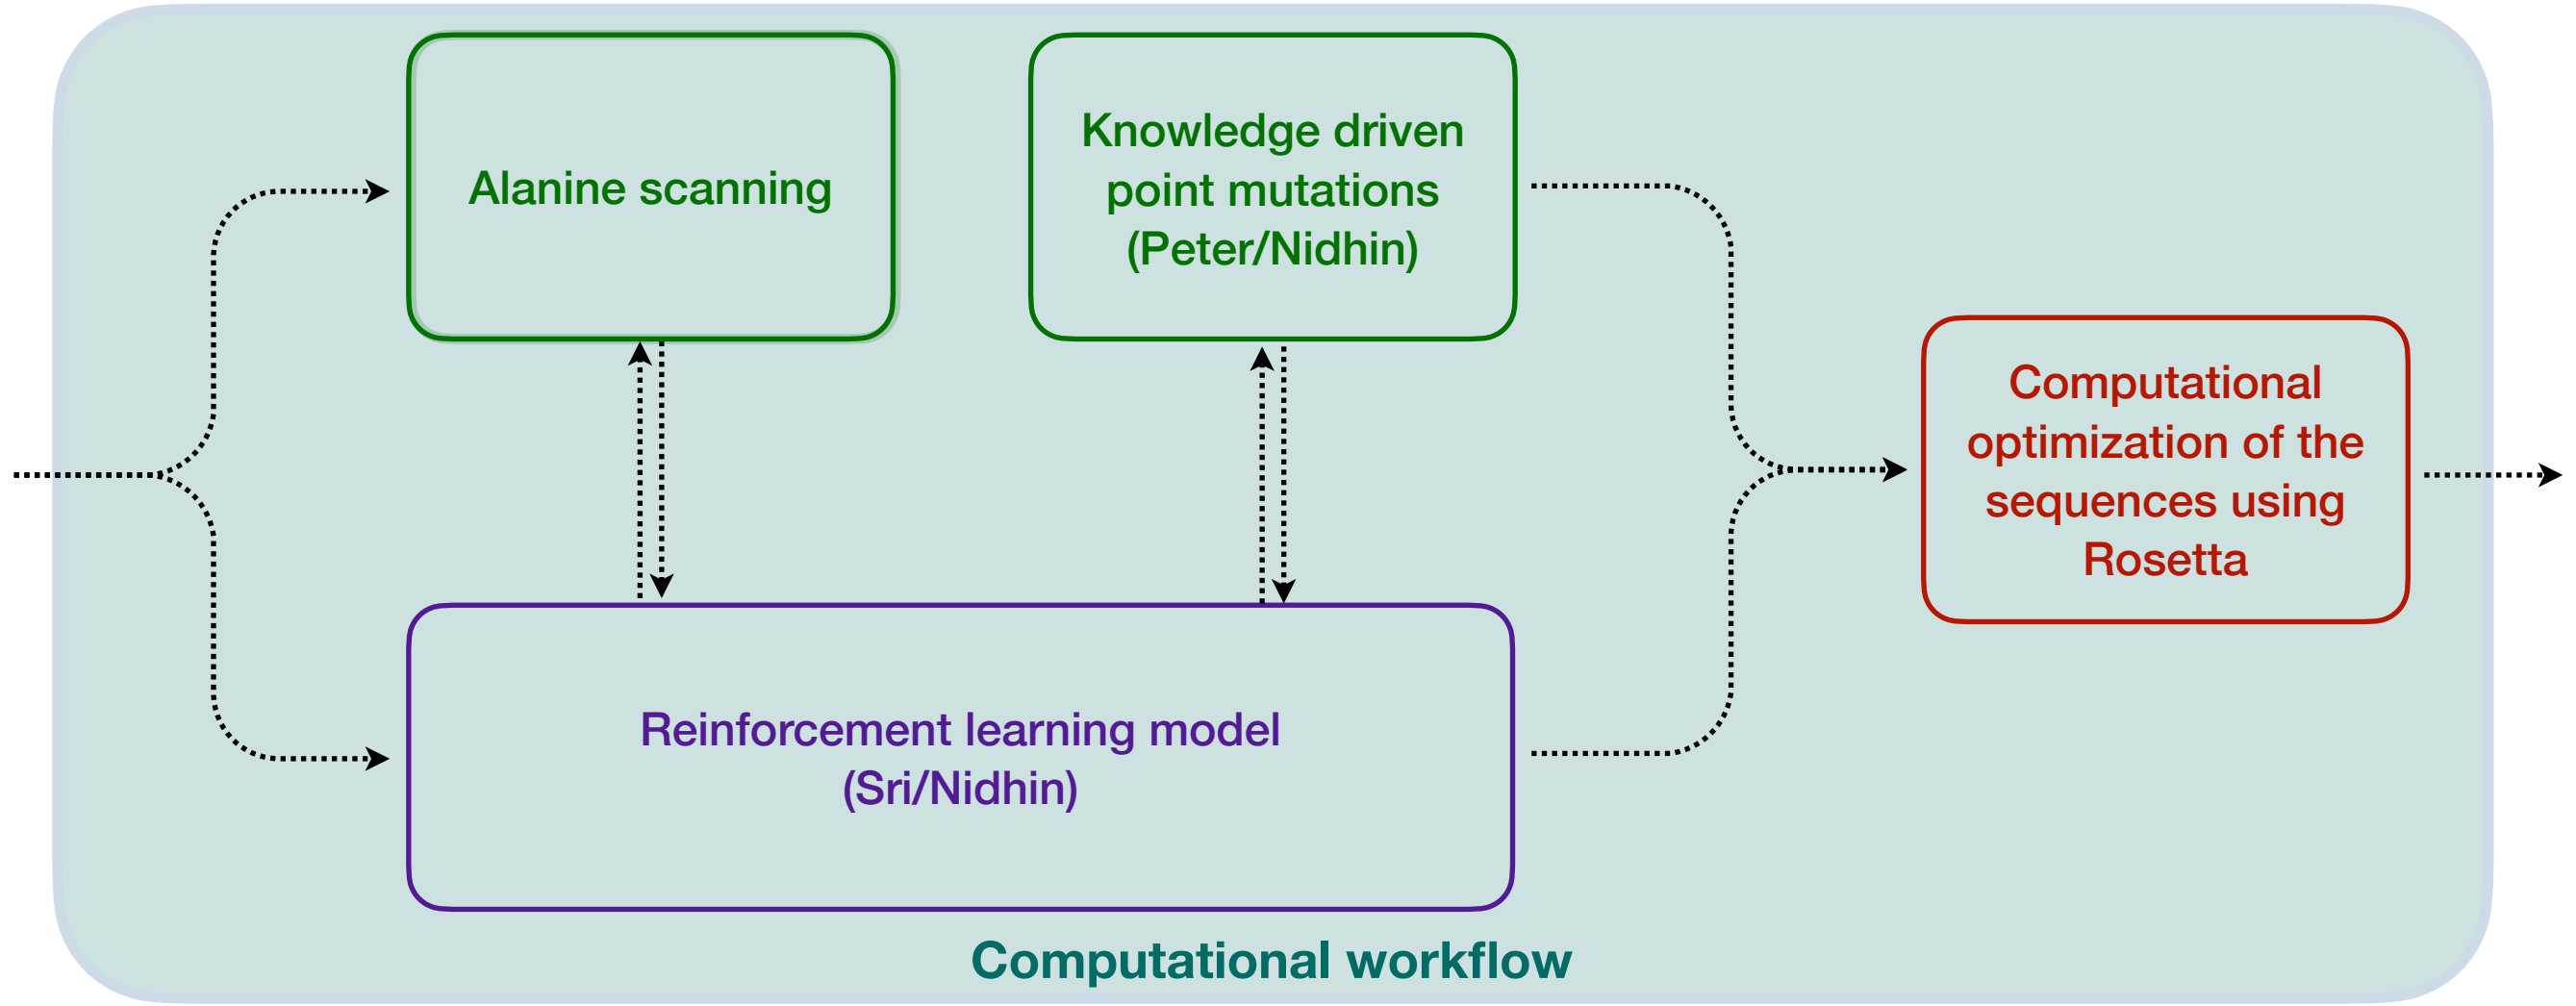 Alanine scanning
Knowledge driven
point mutations
(Peter/Nidhin)
Computational
optimization of the
sequences using
Rosetta
Reinforcement learning model
(Sri/Nidhin)
Computational workflow